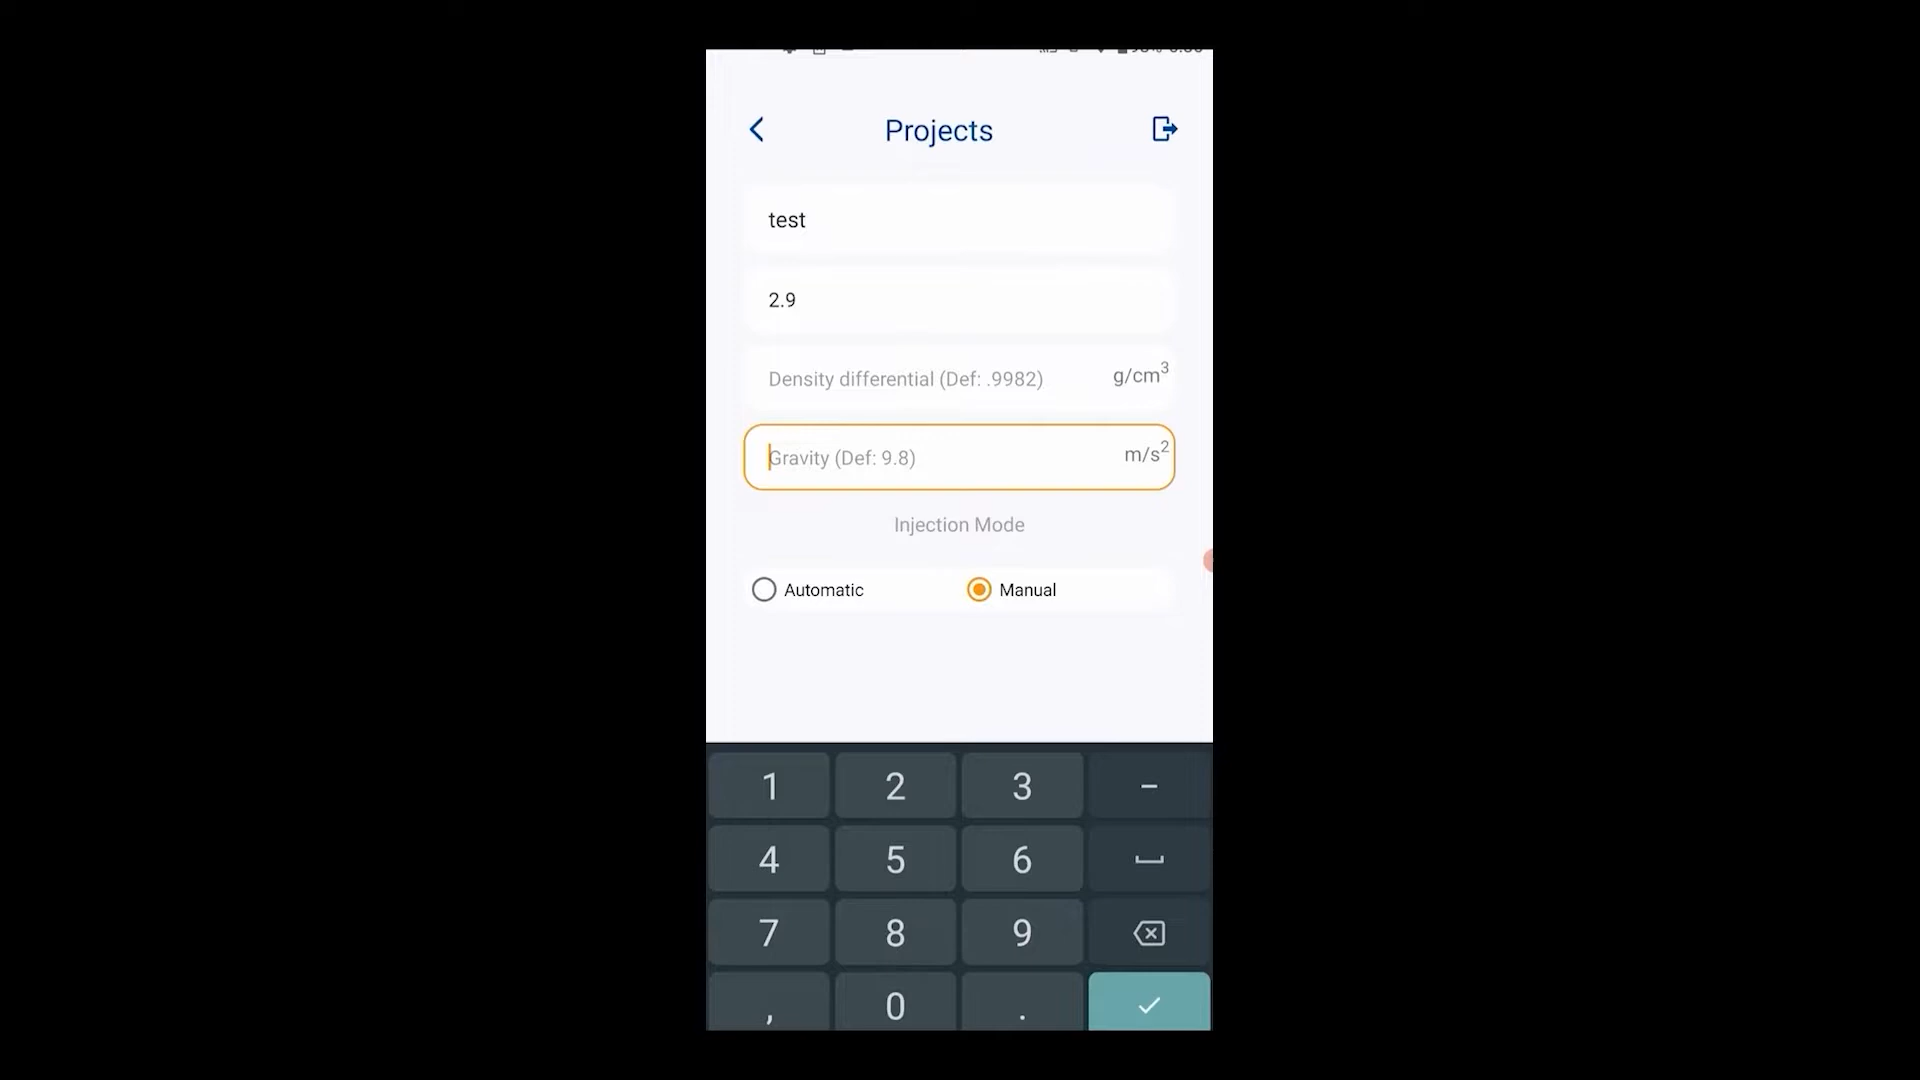 Projects
test
2.9
Density differential (Def: .9982) g/cm³
Gravity (Def: 9.8) m/s²
Injection Mode
Automatic Manual
1 2 3 -
4 5 6
7 8 9
, 0 .